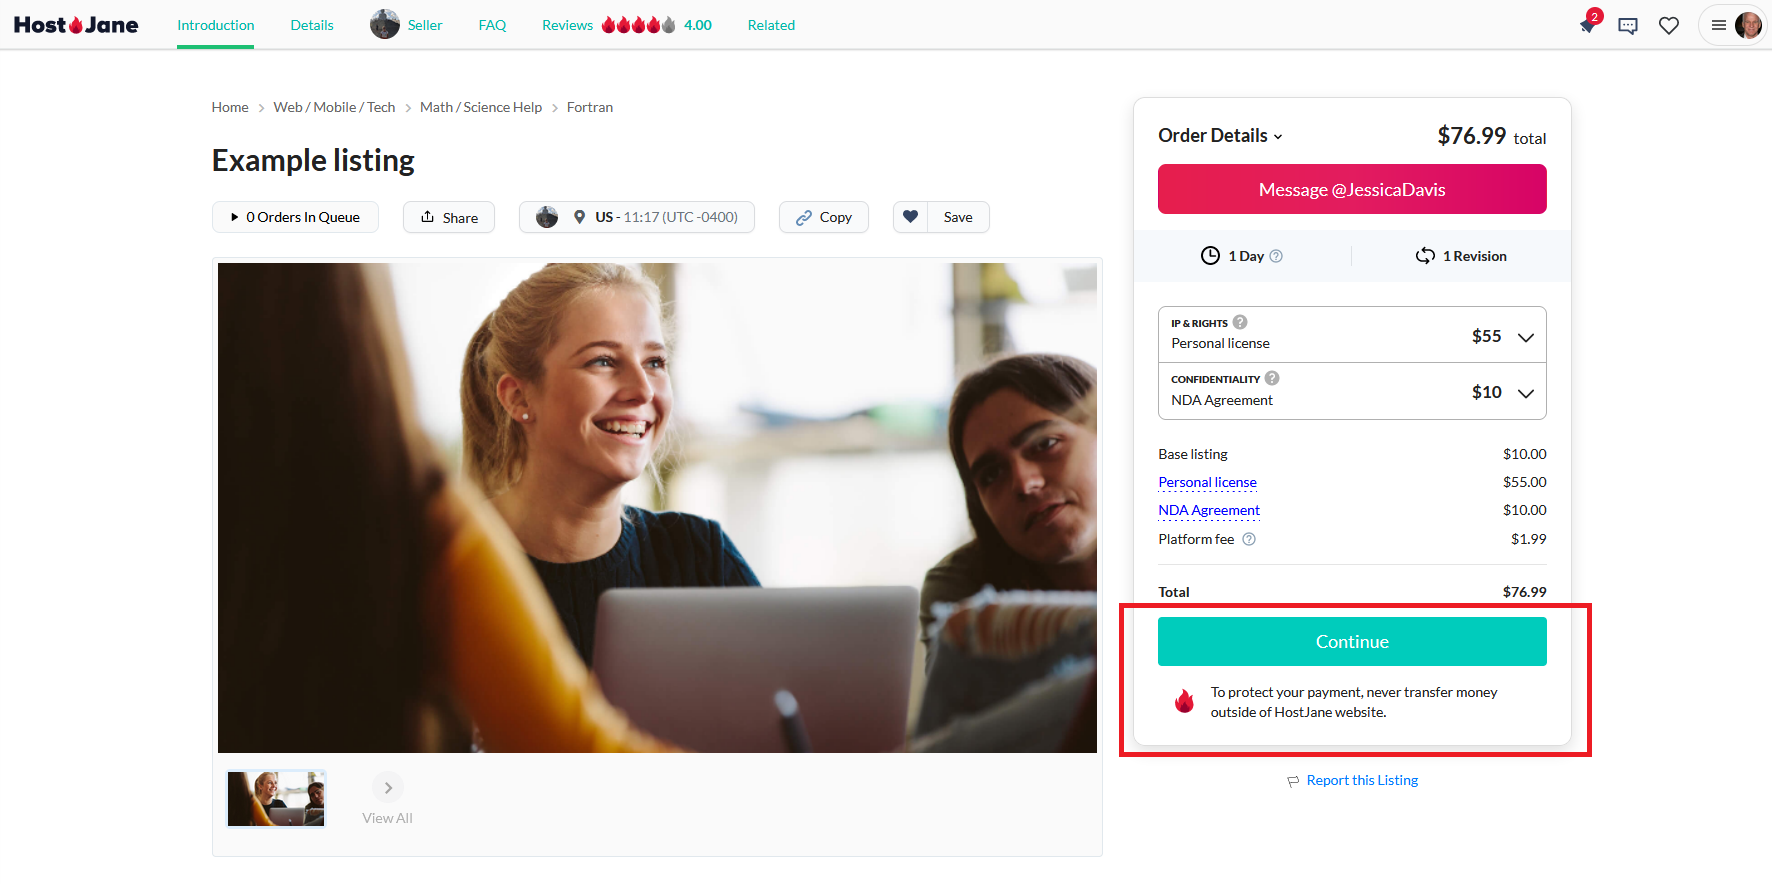 Host Jane
Introduction
Details
Seller
FAQ
Reviews 4.00
Related
2
Home > Web / Mobile / Tech > Math / Science Help > Fortran
Example listing
0 Orders In Queue
Share
US - 11:17 (UTC -0400)
Copy
Save
View All
Order Details
$76.99 total
Message @JessicaDavis
1 Day ?
1 Revision
IP & RIGHTS ?
Personal license
$55
CONFIDENTIALITY ?
NDA Agreement
$10
Base listing $10.00
Personal license $55.00
NDA Agreement $10.00
Platform fee ? $1.99
Total $76.99
Continue
To protect your payment, never transfer money
outside of HostJane website.
Report this Listing